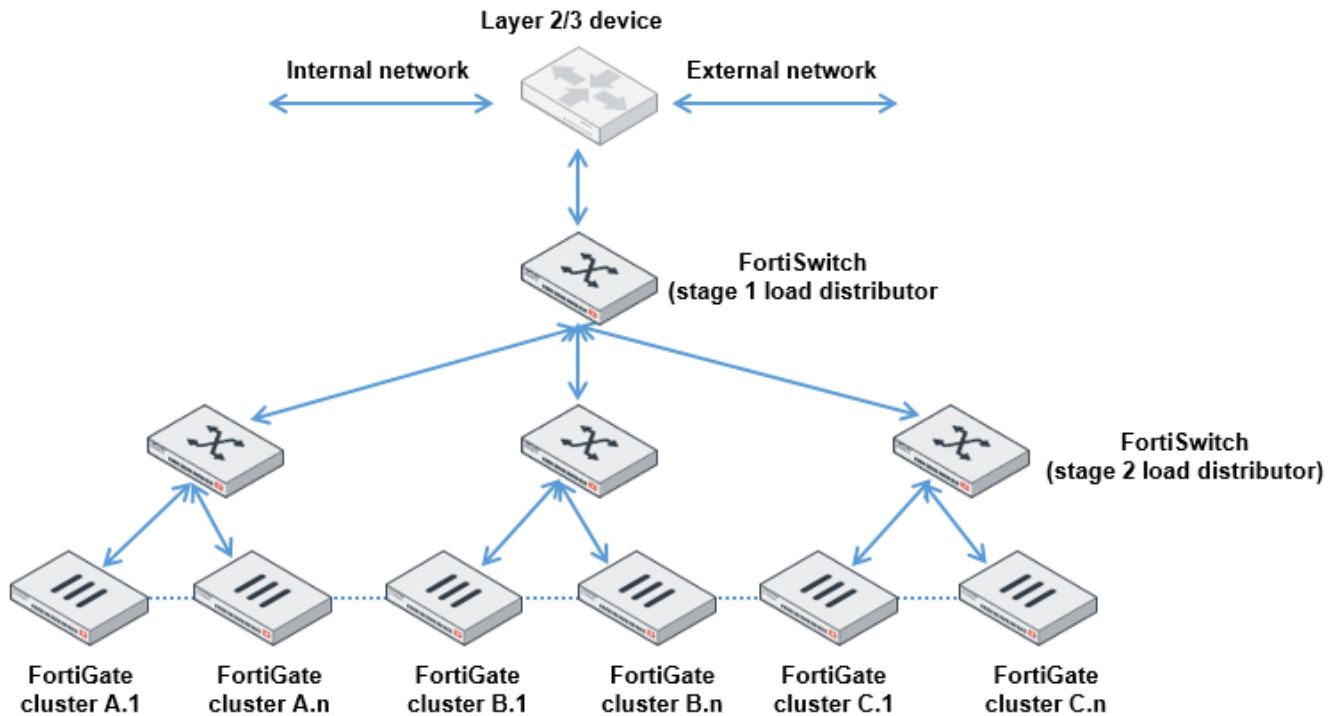 Layer 2/3 device
Internal network
External network
FortiSwitch
(stage 1 load distributor
FortiSwitch
(stage 2 load distributor)
FortiGate
cluster A.1
FortiGate
cluster A.n
FortiGate
cluster B.1
FortiGate
cluster B.n
FortiGate
cluster C.1
FortiGate
cluster C.n